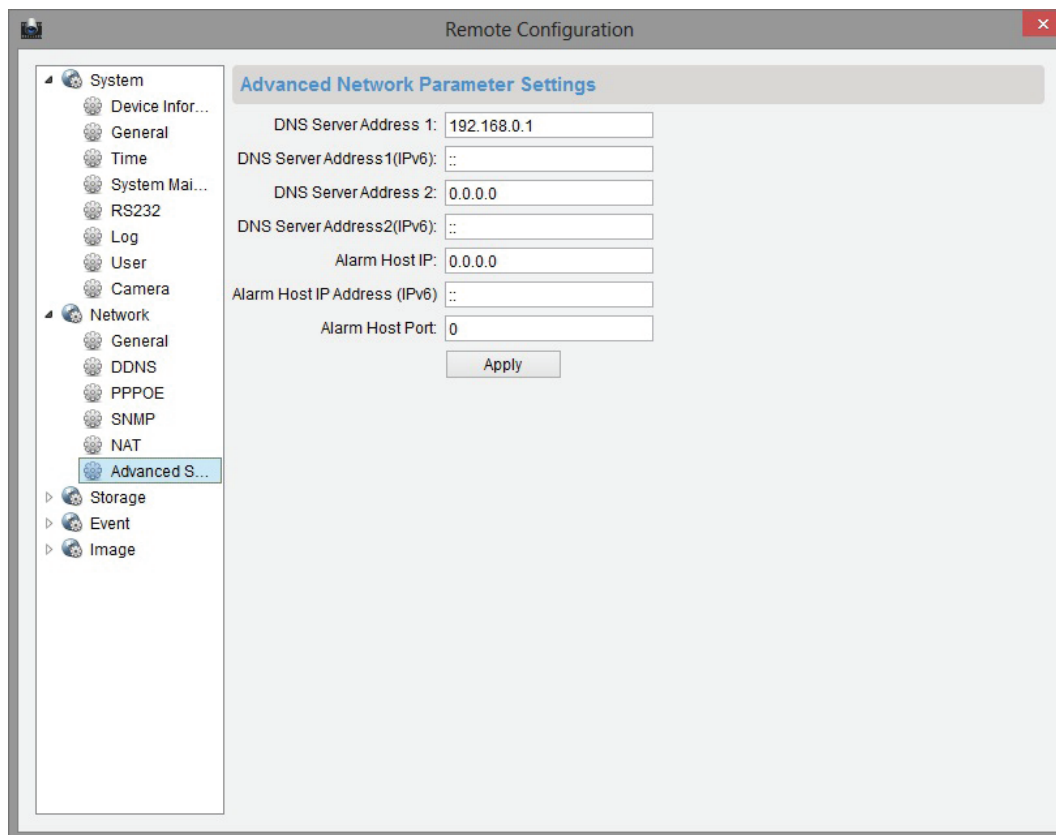 Remote Configuration
System
Device Infor...
General
Time
System Mai...
RS232
Log
User
Camera
Network
General
DDNS
PPPOE
SNMP
NAT
Advanced S...
Storage
Event
Image
Advanced Network Parameter Settings
DNS Server Address 1: 192.168.0.1
DNS Server Address1(IPv6): ::
DNS Server Address 2: 0.0.0.0
DNS Server Address2(IPv6): ::
Alarm Host IP: 0.0.0.0
Alarm Host IP Address (IPv6) ::
Alarm Host Port: 0
Apply